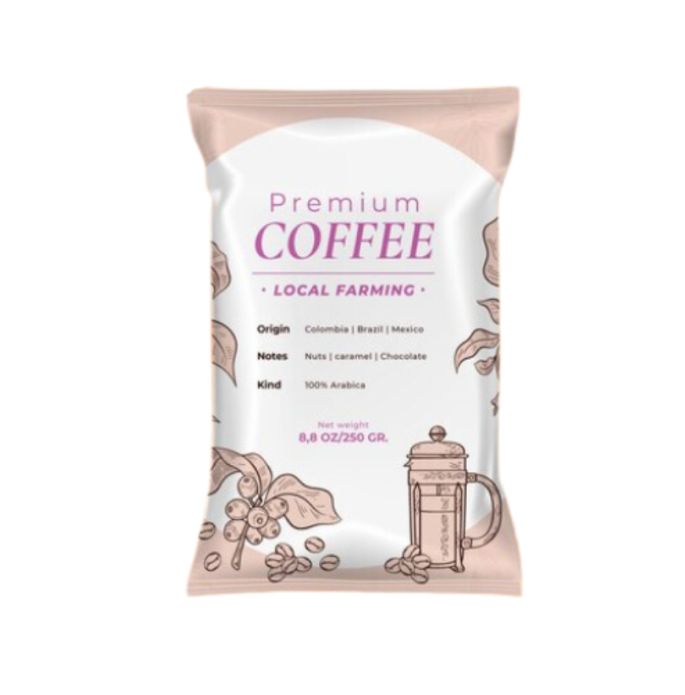 Premium
COFFEE
• LOCAL FARMING •
Origin Colombia | Brazil | Mexico
Notes Nuts | caramel | Chocolate
Kind 100% Arabica
Net weight
8,8 OZ/250 GR.